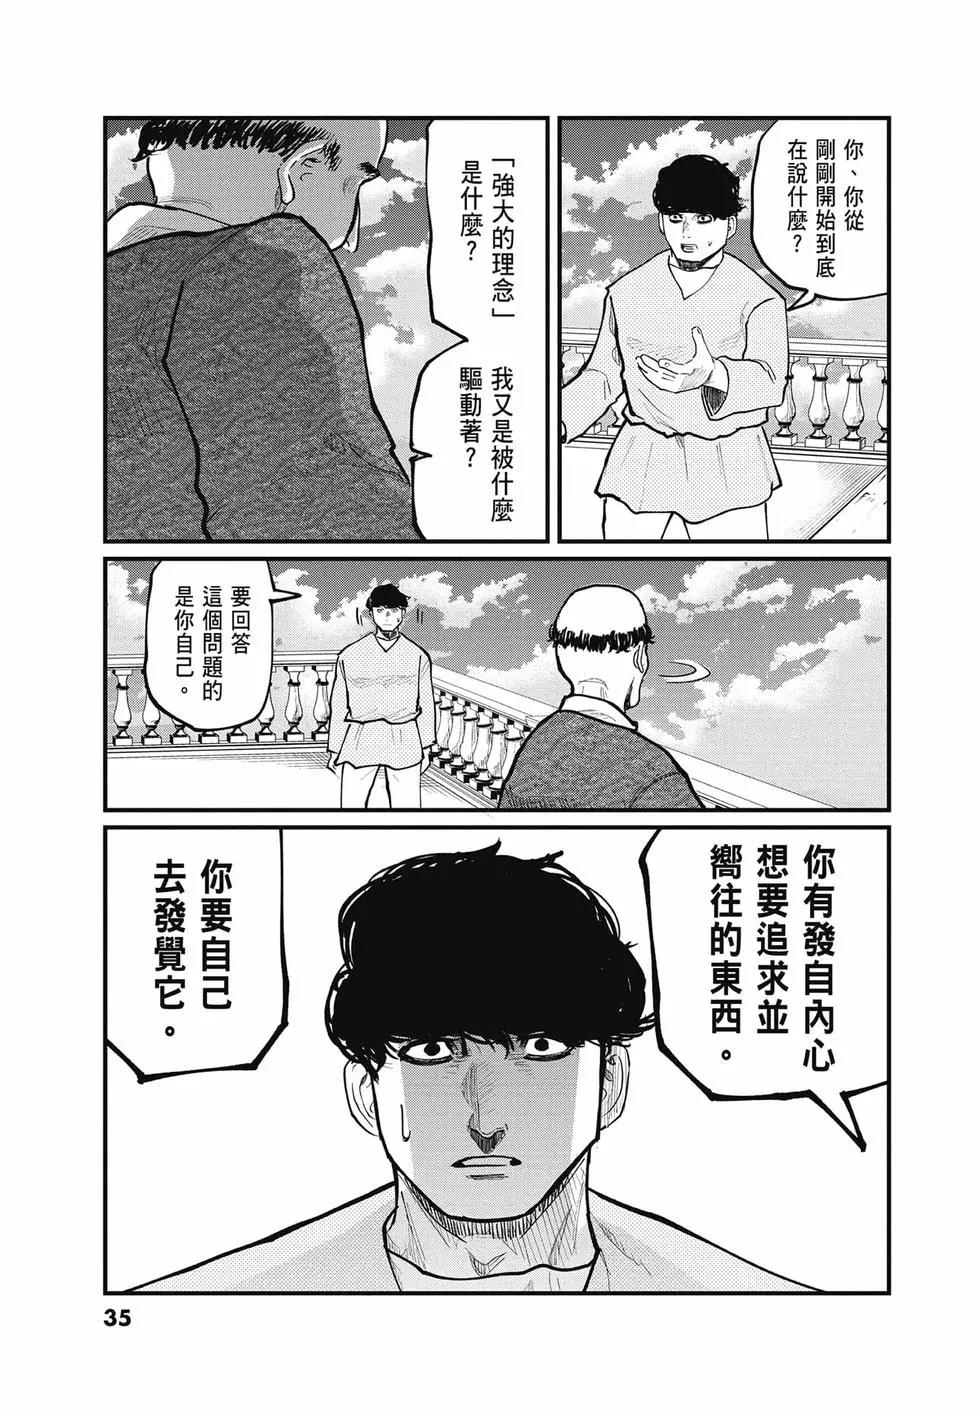 你、你從
剛剛開始到底
在說什麼？
「強大的理念」
是什麼？
我又是被什麼
驅動著？
要回答
這個問題的
是你自己。
你有發自內心
想要追求並
嚮往的東西。
你要自己
去發覺它。
35